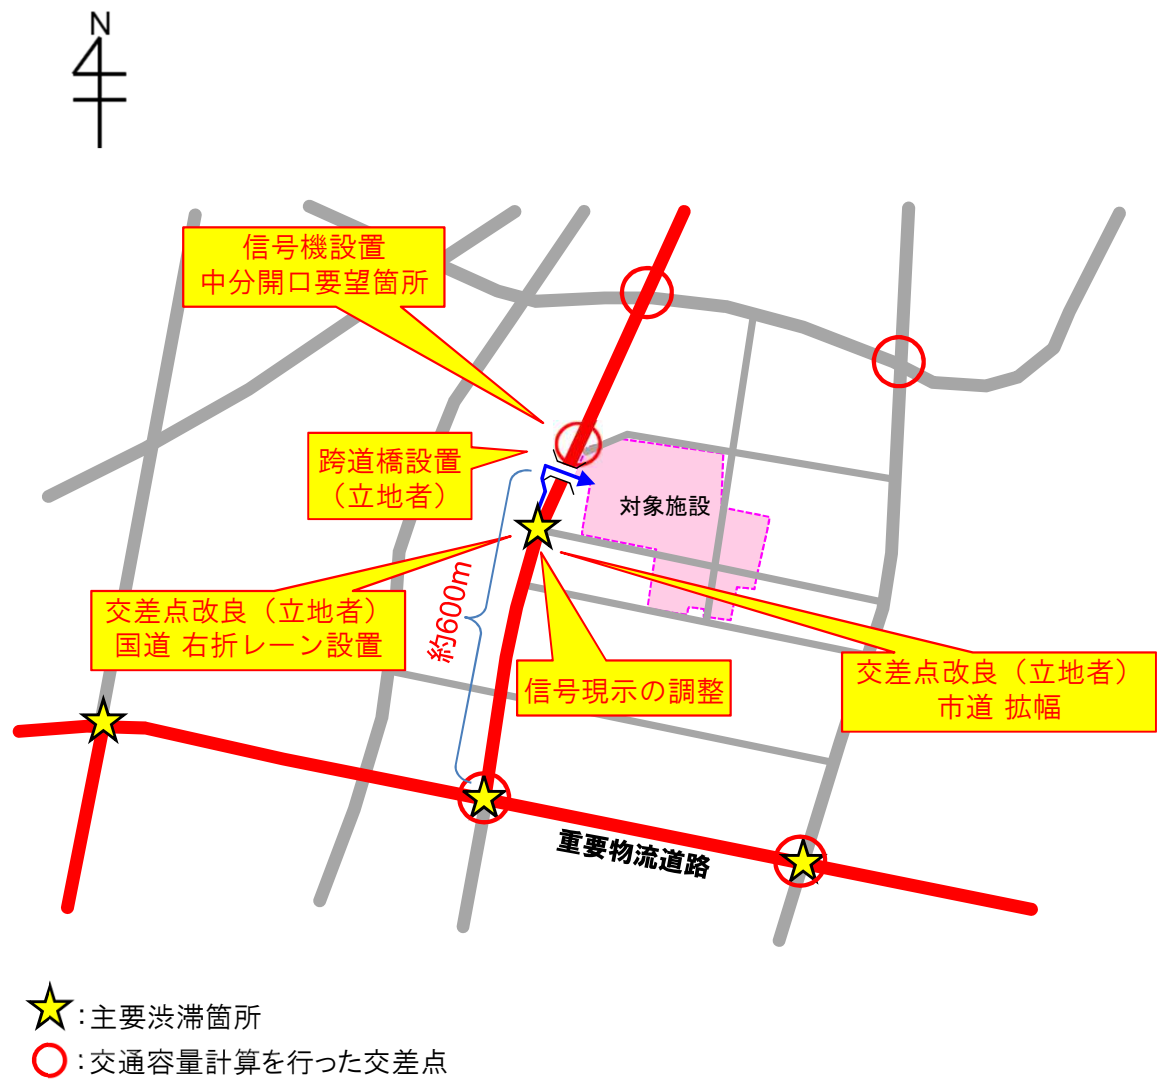 N
信号機設置
中分開口要望箇所
跨道橋設置
（立地者）
対象施設
約600m
交差点改良（立地者）
国道 右折レーン設置
信号現示の調整
交差点改良（立地者）
市道 拡幅
重要物流道路
：主要渋滞箇所
：交通容量計算を行った交差点